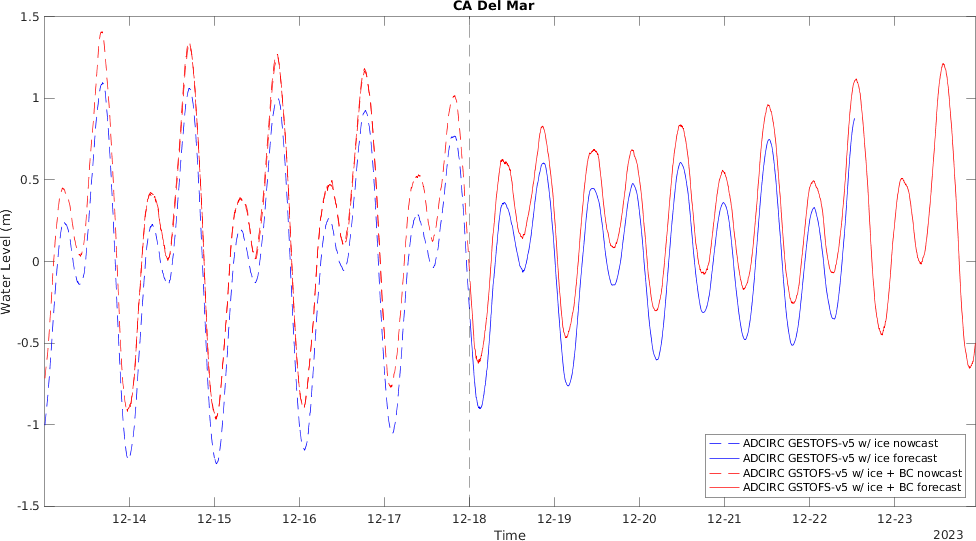 CA Del Mar
1.5
1
0.5
0
-0.5
-1
-1.5
Water Level (m)
12-14 12-15 12-16 12-17 12-18 12-19 12-20 12-21 12-22 12-23
Time
2023
ADCIRC GESTOFS-v5 w/ ice nowcast
ADCIRC GESTOFS-v5 w/ ice forecast
ADCIRC GSTOFS-v5 w/ ice + BC nowcast
ADCIRC GSTOFS-v5 w/ ice + BC forecast